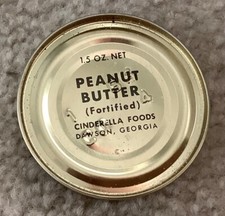 1.5 OZ. NET
PEANUT
BUTTER
(Fortified)
CINDERELLA FOODS
DAWSON, GEORGIA